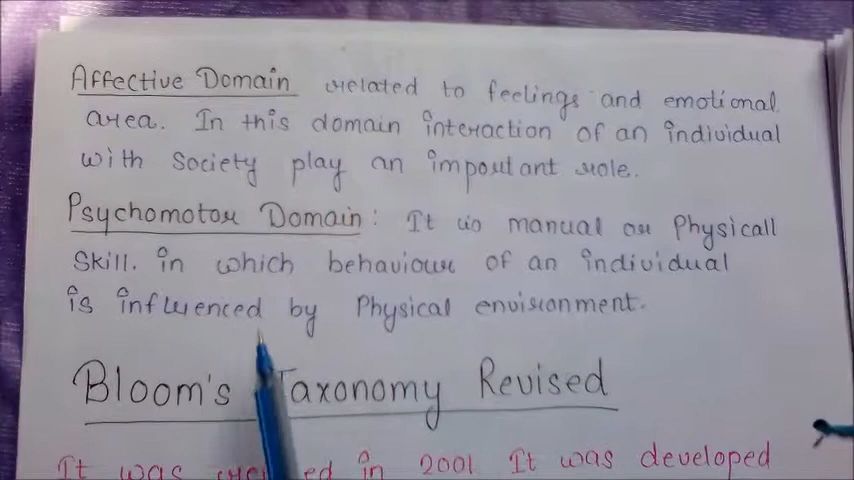 Affective Domain related to feelings and emotional
area. In this domain interaction of an individual
with Society play an important role.
Psychomotor Domain: It is manual or Physicall
Skill. in which behaviour of an individual
is influenced by Physical environment.
Bloom's Taxonomy Revised
It was in 2001 It was developed